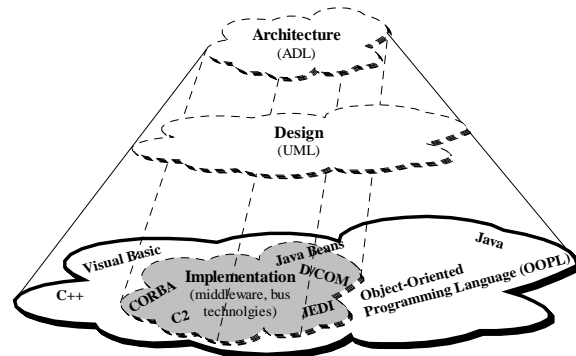 Architecture
(ADL)
Design
(UML)
Visual Basic
Java Beans
Java
D/COM
Implementation
(middleware, bus
technolgies)
CORBA
C2
JEDI
C++
Object-Oriented
Programming Language (OOPL)